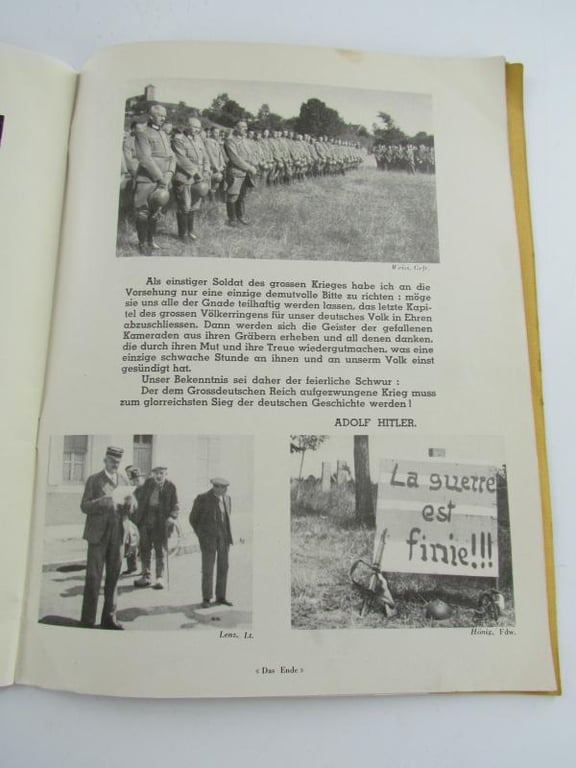 Weiss, Gefr.
Als einstiger Soldat des grossen Krieges habe ich an die
Vorsehung nur eine einzige demutvolle Bitte zu richten : möge
sie uns alle der Gnade teilhaftig werden lassen, das letzte Kapi-
tel des grossen Völkerringens für unser deutsches Volk in Ehren
abzuschliessen. Dann werden sich die Geister der gefallenen
Kameraden aus ihren Gräbern erheben und all denen danken,
die durch ihren Mut und ihre Treue wiedergutmachen, was eine
einzige schwache Stunde an ihnen und an unserm Volk einst
gesündigt hat.
Unser Bekenntnis sei daher der feierliche Schwur :
Der dem Grossdeutschen Reich aufgezwungene Krieg muss
zum glorreichsten Sieg der deutschen Geschichte werden !
ADOLF HITLER.
La guerre
est
finie!!!
Lenz, Lt.
Hönig, Fdw.
« Das Ende »